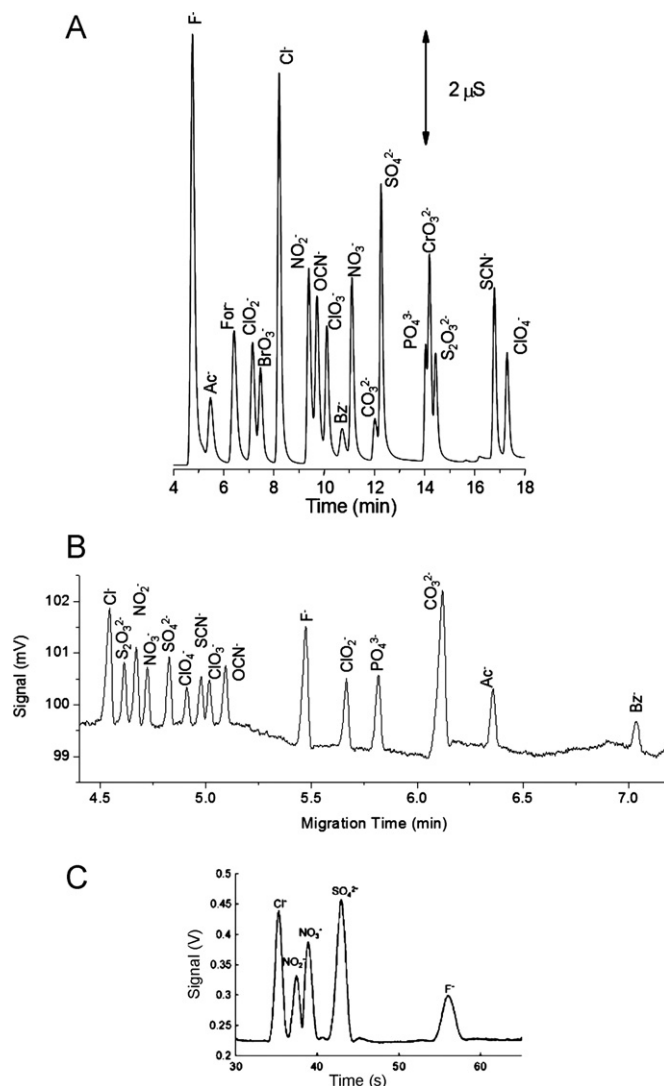 A
F⁻
Ac⁻
For⁻
ClO₂⁻
BrO₃⁻
Cl⁻
NO₂⁻
OCN⁻
ClO₃⁻
Bz⁻
NO₃⁻
CO₃²⁻
SO₄²⁻
PO₄³⁻
CrO₃²⁻
S₂O₃²⁻
SCN⁻
ClO₄⁻
2 μS
4 6 8 10 12 14 16 18
Time (min)
B
Signal (mV)
102
101
100
99
Cl⁻
S₂O₃²⁻
NO₂⁻
NO₃⁻
SO₄²⁻
ClO₄⁻
SCN⁻
ClO₃⁻
OCN⁻
F⁻
ClO₂⁻
PO₄³⁻
CO₃²⁻
Ac⁻
Bz⁻
4.5 5.0 5.5 6.0 6.5 7.0
Migration Time (min)
C
Signal (V)
0.5
0.45
0.4
0.35
0.3
0.25
0.2
Cl⁻
NO₂⁻
NO₃⁻
SO₄²⁻
F⁻
30 40 50 60
Time (s)